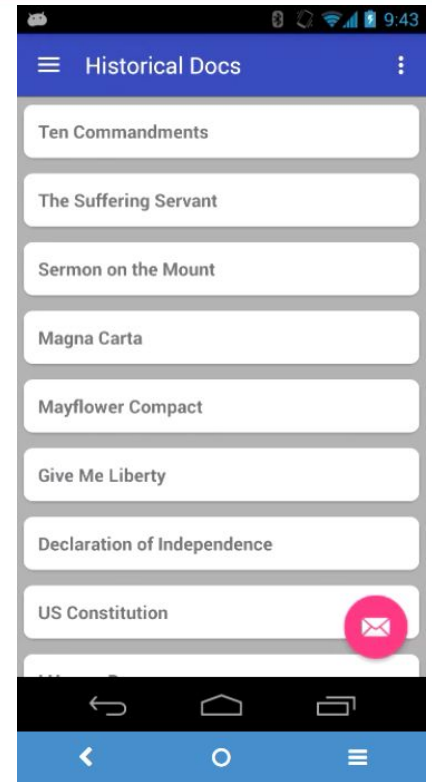 9:43
Historical Docs
Ten Commandments
The Suffering Servant
Sermon on the Mount
Magna Carta
Mayflower Compact
Give Me Liberty
Declaration of Independence
US Constitution